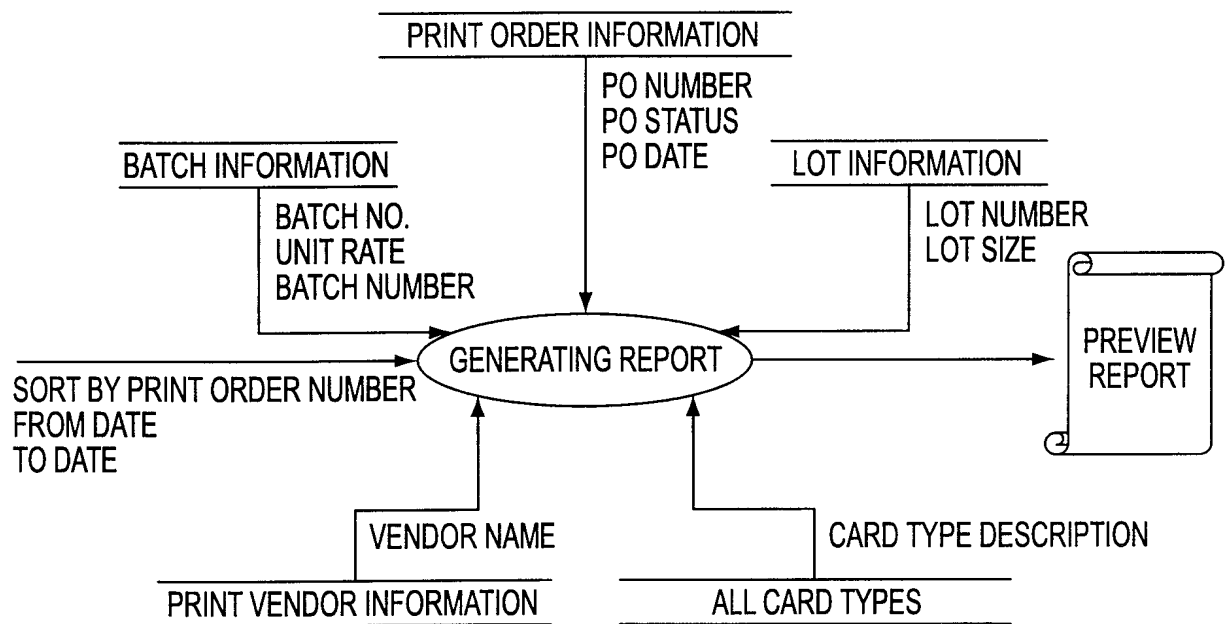 PRINT ORDER INFORMATION
PO NUMBER
PO STATUS
PO DATE
BATCH INFORMATION
BATCH NO.
UNIT RATE
BATCH NUMBER
LOT INFORMATION
LOT NUMBER
LOT SIZE
GENERATING REPORT
PREVIEW
REPORT
SORT BY PRINT ORDER NUMBER
FROM DATE
TO DATE
VENDOR NAME
CARD TYPE DESCRIPTION
PRINT VENDOR INFORMATION
ALL CARD TYPES